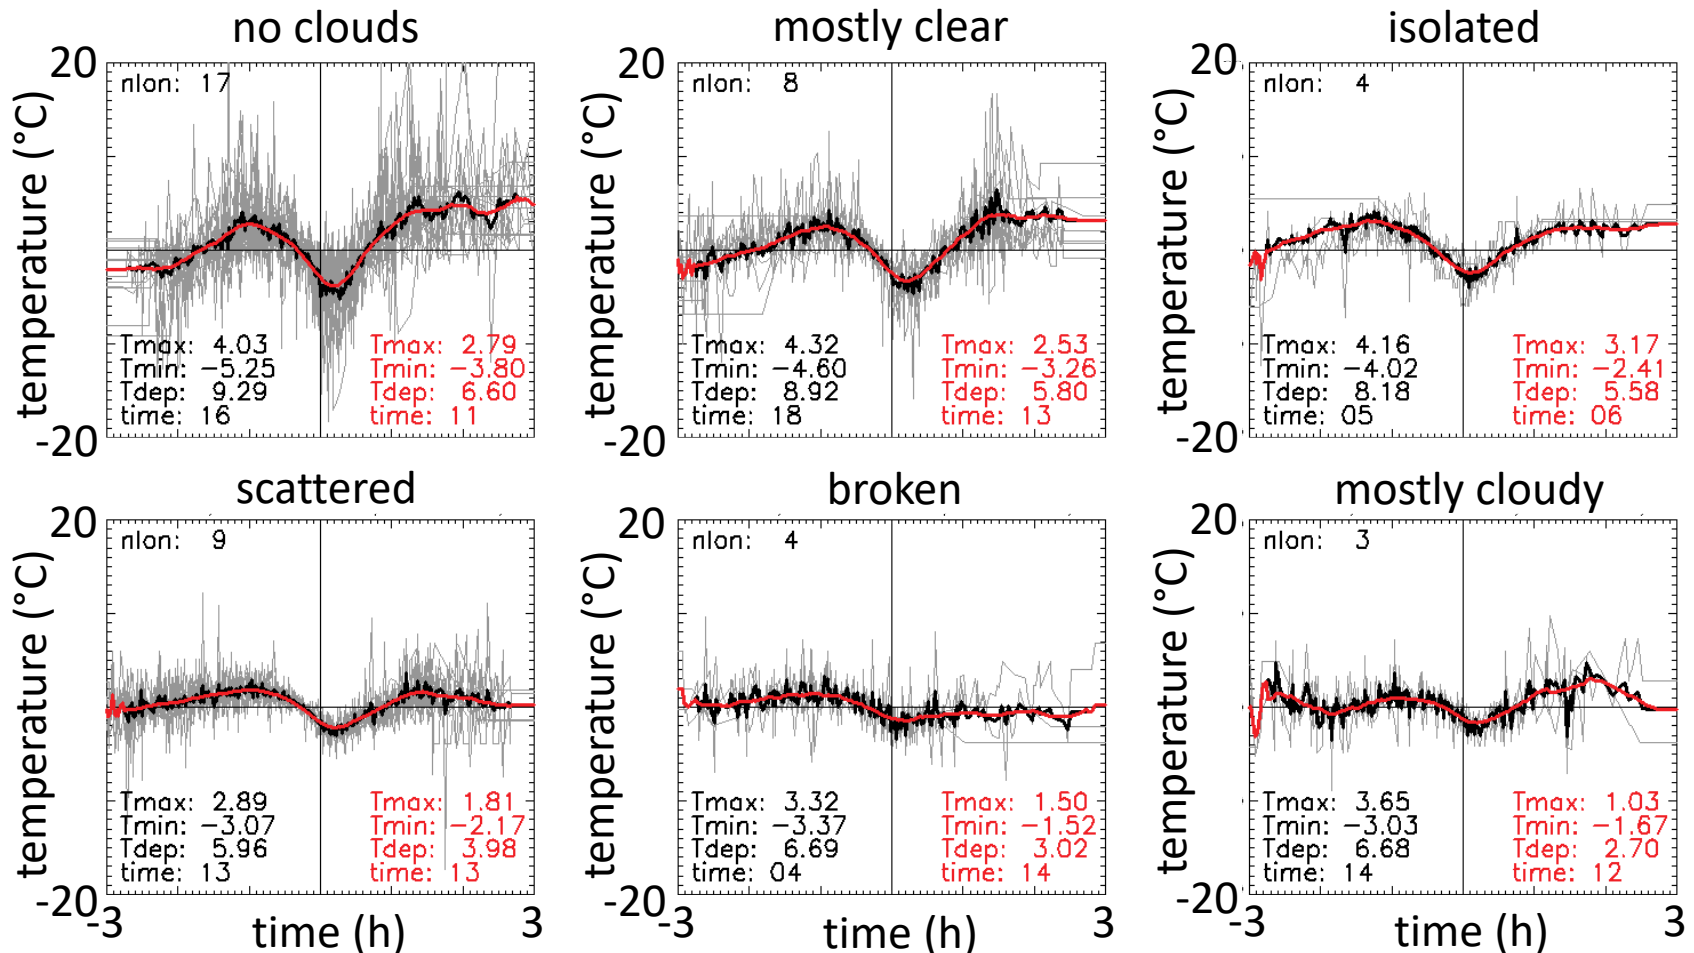 no clouds
mostly clear
isolated
20
temperature (°C)
nlon: 17
Tmax: 4.03
Tmin: −5.25
Tdep: 9.29
time: 16
Tmax: 2.79
Tmin: −3.80
Tdep: 6.60
time: 11
-20
20
temperature (°C)
nlon: 8
Tmax: 4.32
Tmin: −4.60
Tdep: 8.92
time: 18
Tmax: 2.53
Tmin: −3.26
Tdep: 5.80
time: 13
-20
20
temperature (°C)
nlon: 4
Tmax: 4.16
Tmin: −4.02
Tdep: 8.18
time: 05
Tmax: 3.17
Tmin: −2.41
Tdep: 5.58
time: 06
-20
scattered
broken
mostly cloudy
20
temperature (°C)
nlon: 9
Tmax: 2.89
Tmin: −3.07
Tdep: 5.96
time: 13
Tmax: 1.81
Tmin: −2.17
Tdep: 3.98
time: 13
-20
-3
time (h)
3
20
temperature (°C)
nlon: 4
Tmax: 3.32
Tmin: −3.37
Tdep: 6.69
time: 04
Tmax: 1.50
Tmin: −1.52
Tdep: 3.02
time: 14
-20
-3
time (h)
3
20
temperature (°C)
nlon: 3
Tmax: 3.65
Tmin: −3.03
Tdep: 6.68
time: 14
Tmax: 1.03
Tmin: −1.67
Tdep: 2.70
time: 12
-20
-3
time (h)
3